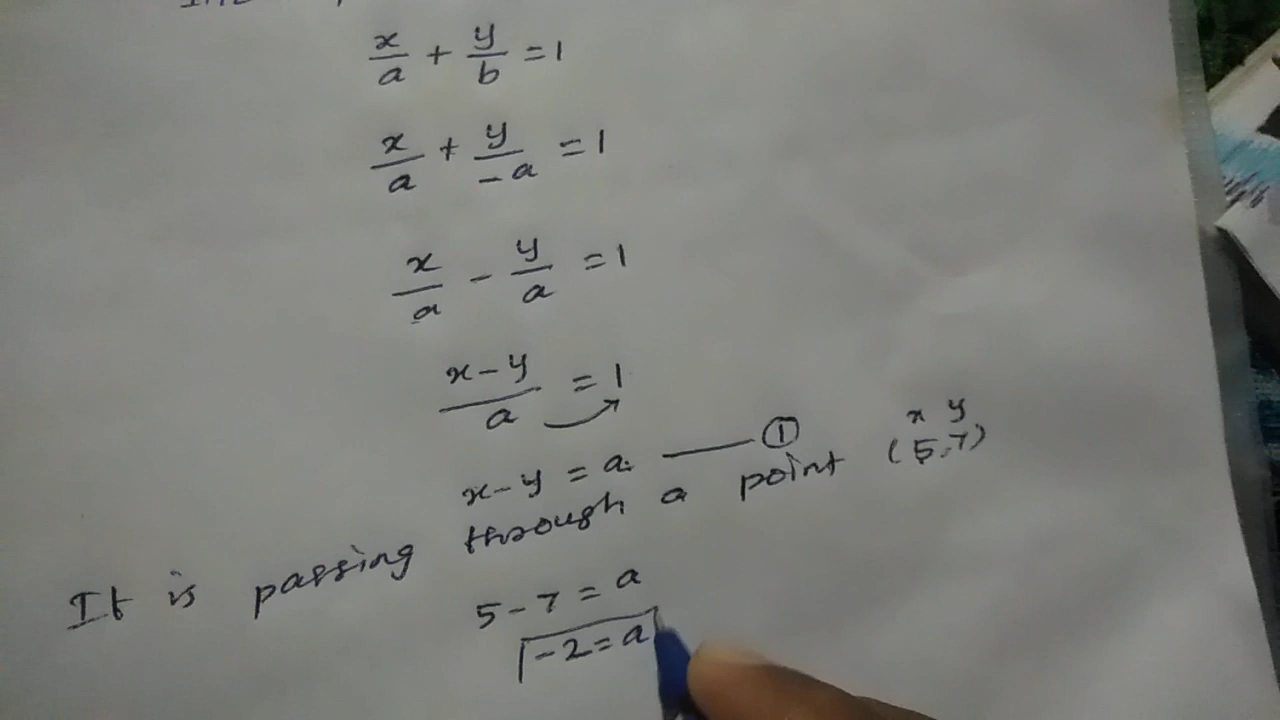 x/a + y/b = 1
x/a + y/-a = 1
x/a - y/a = 1
x-y/a = 1
x-y = a. ①
x y
It is passing through a point (5,7)
5-7 = a
-2 = a